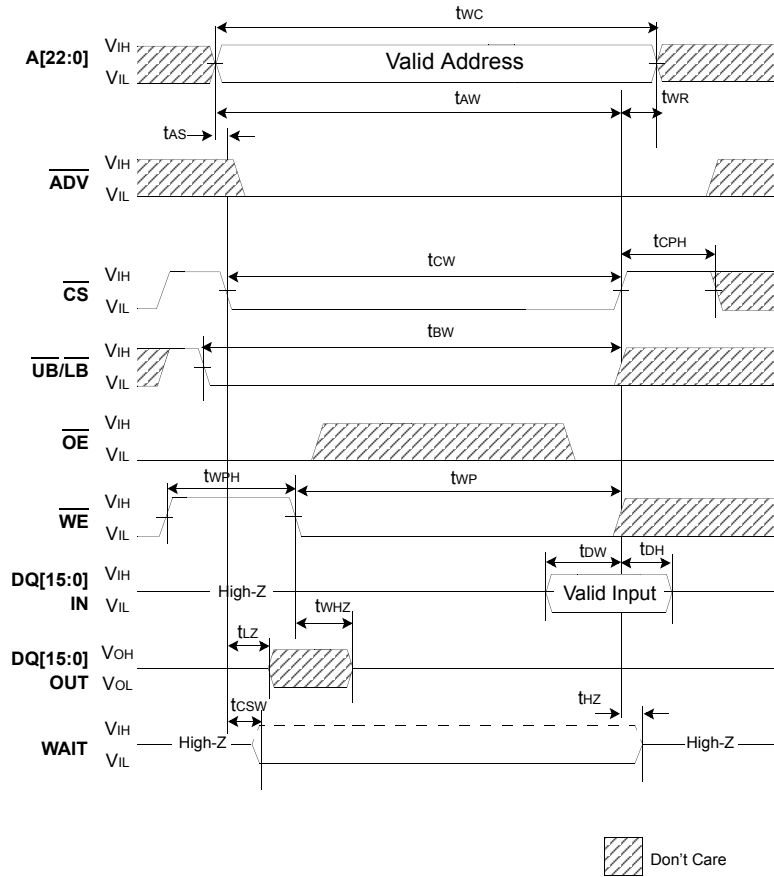 tWC
A[22:0]
VIH
VIL
Valid Address
tAW
tWR
tAS
ADV
VIH
VIL
tCPH
CS
VIH
VIL
tCW
tBW
UB/LB
VIH
VIL
OE
VIH
VIL
tWPH
tWP
WE
VIH
VIL
tDW
tDH
DQ[15:0]
IN
VIH
VIL
High-Z
Valid Input
tLZ
tWHZ
DQ[15:0]
OUT
VOH
VOL
tCSW
tHZ
WAIT
VIH
VIL
High-Z
High-Z
Don't Care